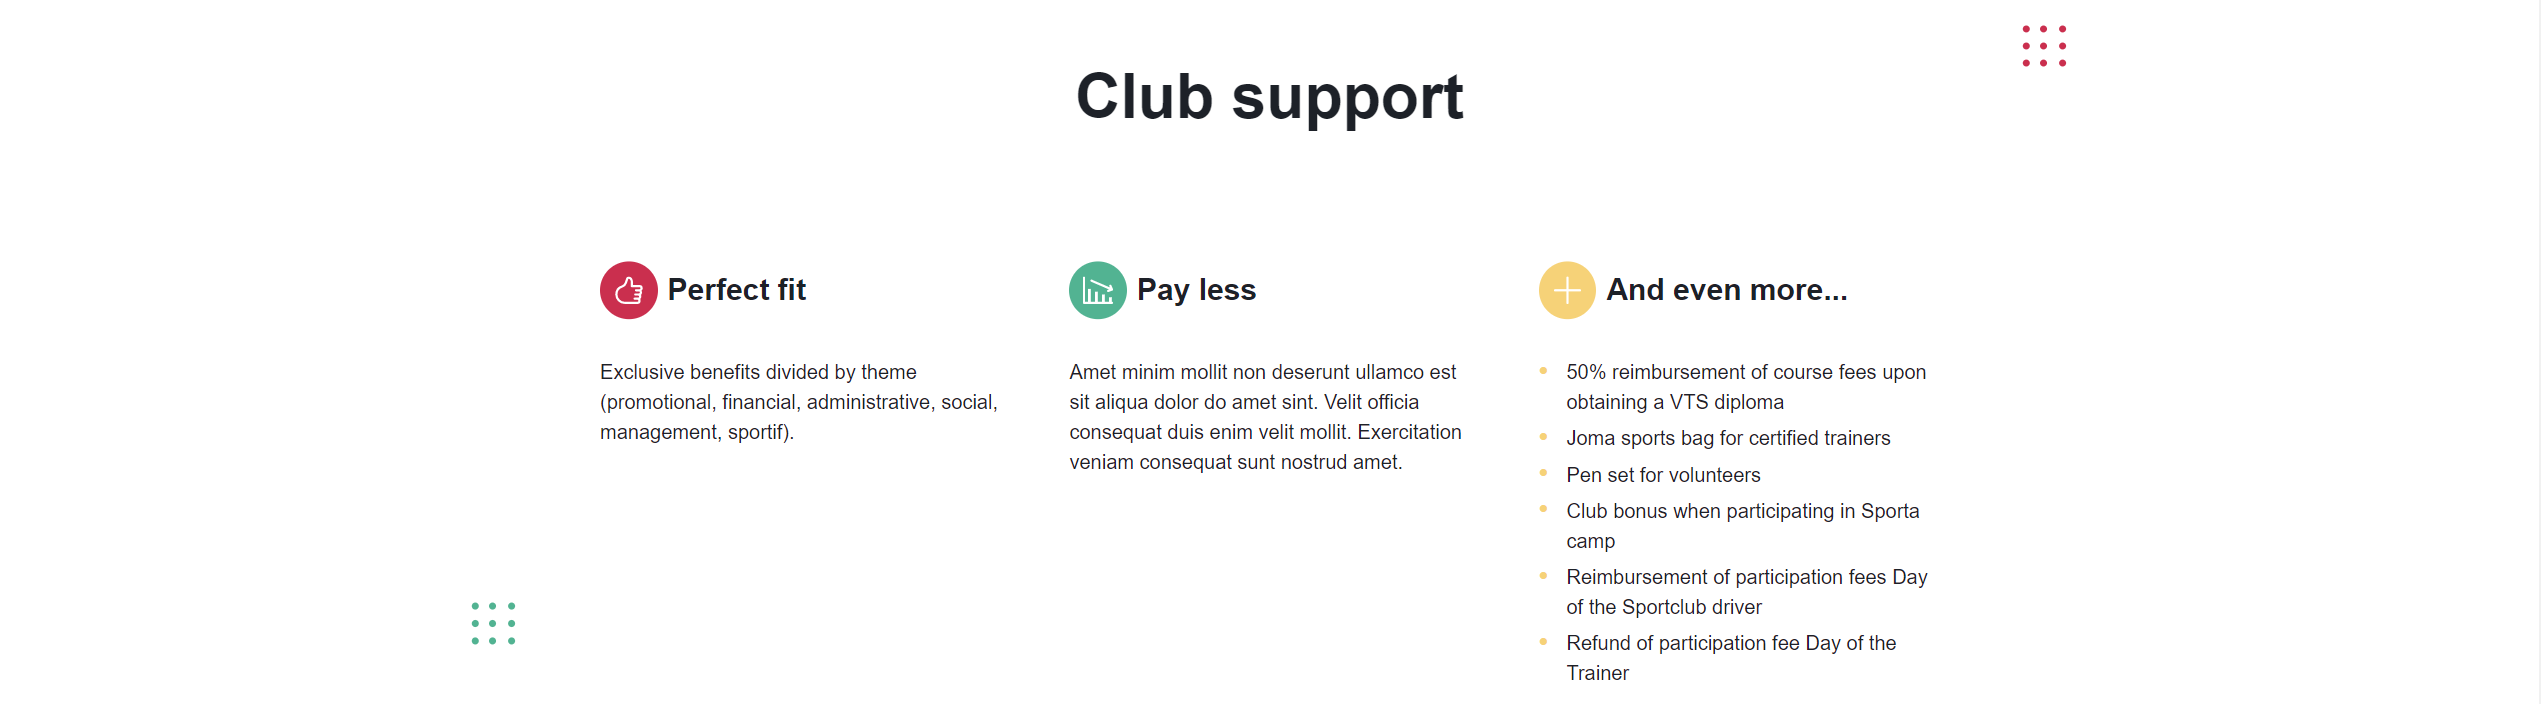 Club support
Perfect fit
Exclusive benefits divided by theme
(promotional, financial, administrative, social,
management, sportif).
Pay less
Amet minim mollit non deserunt ullamco est
sit aliqua dolor do amet sint. Velit officia
consequat duis enim velit mollit. Exercitation
veniam consequat sunt nostrud amet.
And even more...
50% reimbursement of course fees upon
obtaining a VTS diploma
Joma sports bag for certified trainers
Pen set for volunteers
Club bonus when participating in Sporta
camp
Reimbursement of participation fees Day
of the Sportclub driver
Refund of participation fee Day of the
Trainer